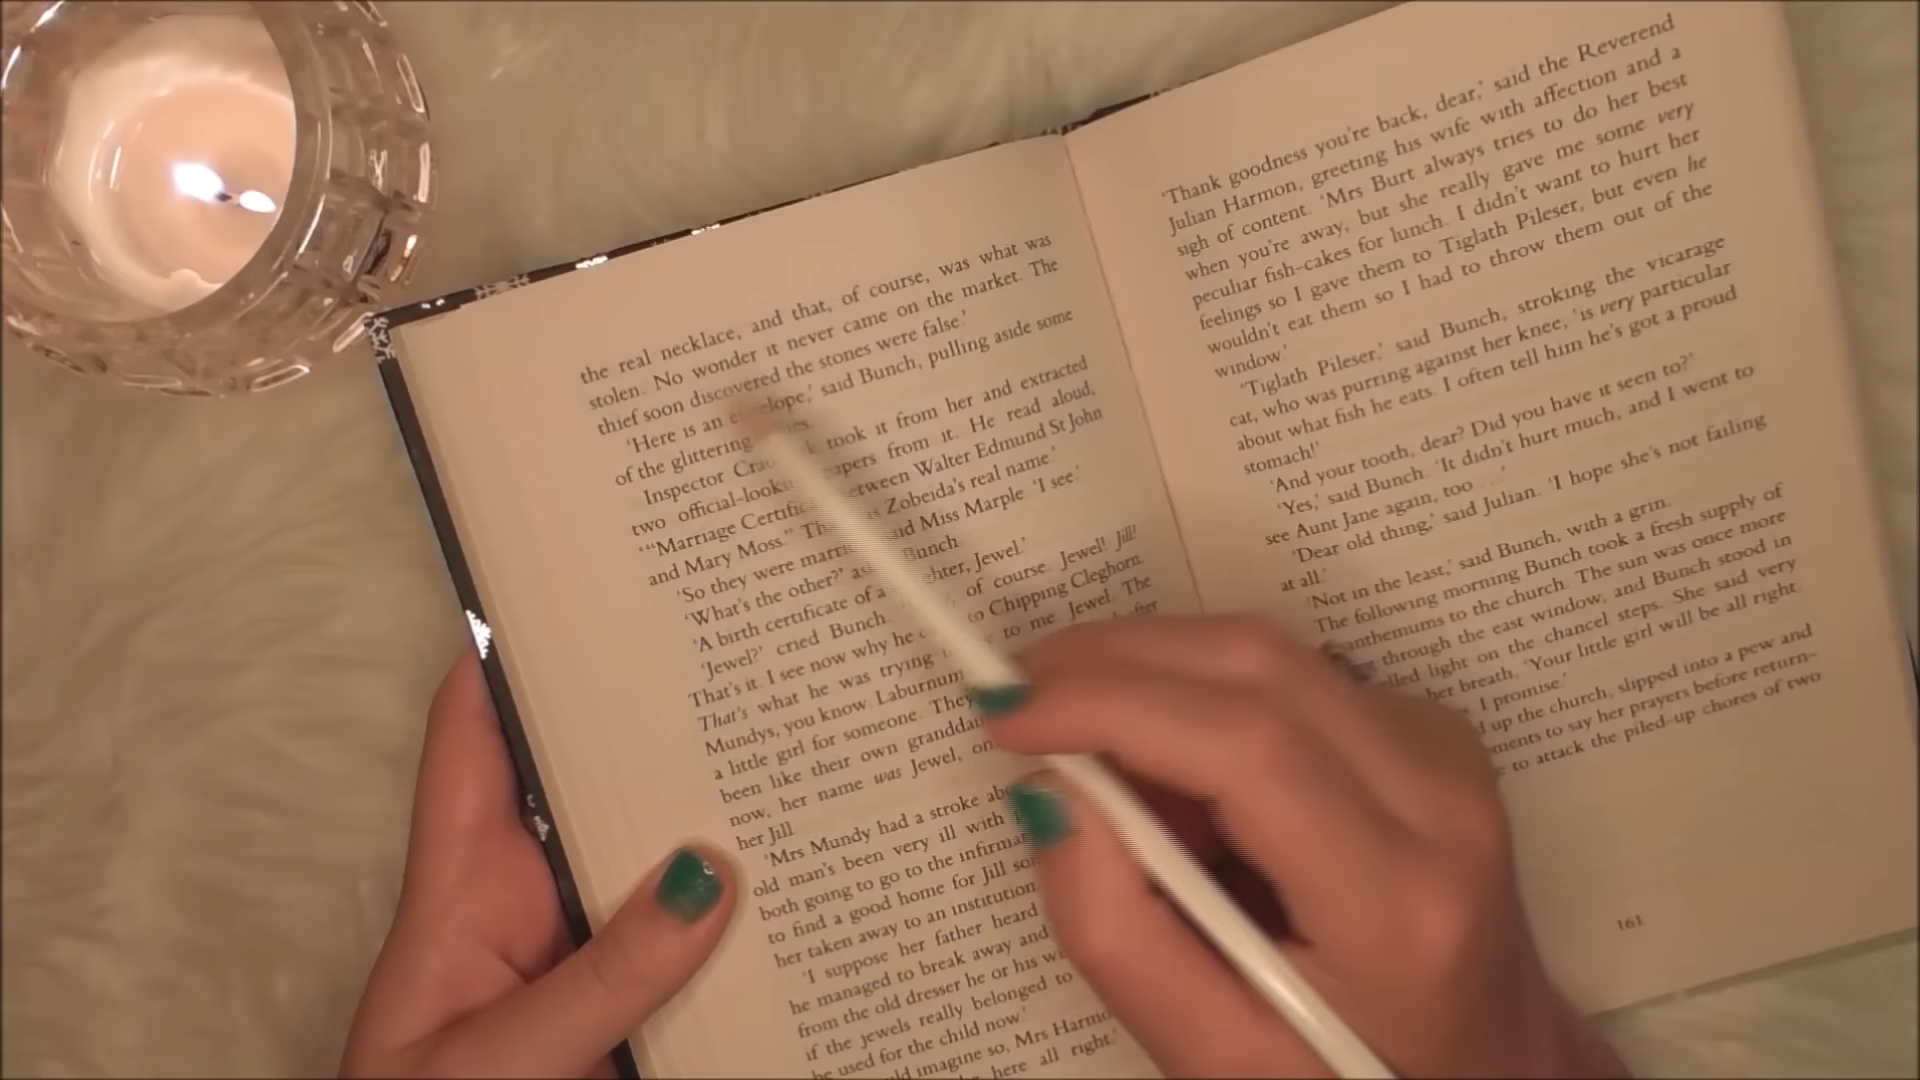 the real necklace, and that, of course, was what was
stolen. No wonder it never came on the market. The
thief soon discovered the stones were false.'
'Here is an envelope,' said Bunch, pulling aside some
of the glittering
Inspector took it from her and extracted
two official-looking papers from it. He read aloud,
'"Marriage Certificate between Walter Edmund St John
and Mary Moss." Zobeida's real name.'
'So they were married said Miss Marple. 'I see.'
'What's the other?' Bunch.
'A birth certificate of a Jewel.'
'Jewel?' cried Bunch. of course. Jewel! Jill!
That's it. I see now why he to Chipping Cleghorn.
That's what he was trying to me. Jewel. The
Mundys, you know. Laburnum after
a little girl for someone. They
been like their own
now, her name was Jewel,
her Jill.
'Mrs Mundy had a stroke
old man's been very ill with
both going to go to the infirmary
to find a good home for Jill
her taken away to an institution
'I suppose her father heard
he managed to break away and
from the old dresser he or his
if the jewels really belonged to
be used for the child now.'
imagine so, Mrs
here all right.'
'Thank goodness you're back, dear,' said the Reverend
Julian Harmon, greeting his wife with affection and a
sigh of content. 'Mrs Burt always tries to do her best
when you're away, but she really gave me some very
peculiar fish-cakes for lunch. I didn't want to hurt her
feelings so I gave them to Tiglath Pileser, but even he
wouldn't eat them so I had to throw them out of the
window.'
'Tiglath Pileser,' said Bunch, stroking the vicarage
cat, who was purring against her knee, 'is very particular
about what fish he eats. I often tell him he's got a proud
stomach!'
'And your tooth, dear? Did you have it seen to?'
'Yes,' said Bunch. 'It didn't hurt much, and I went to
see Aunt Jane again, too . . .'
'Dear old thing,' said Julian. 'I hope she's not failing
at all.'
'Not in the least,' said Bunch, with a grin.
The following morning Bunch took a fresh supply of
anthemums to the church. The sun was once more
through the east window, and Bunch stood in
light on the chancel steps. She said very
her breath, 'Your little girl will be all right.
I promise.'
up the church, slipped into a pew and
to say her prayers before return-
to attack the piled-up chores of two
161